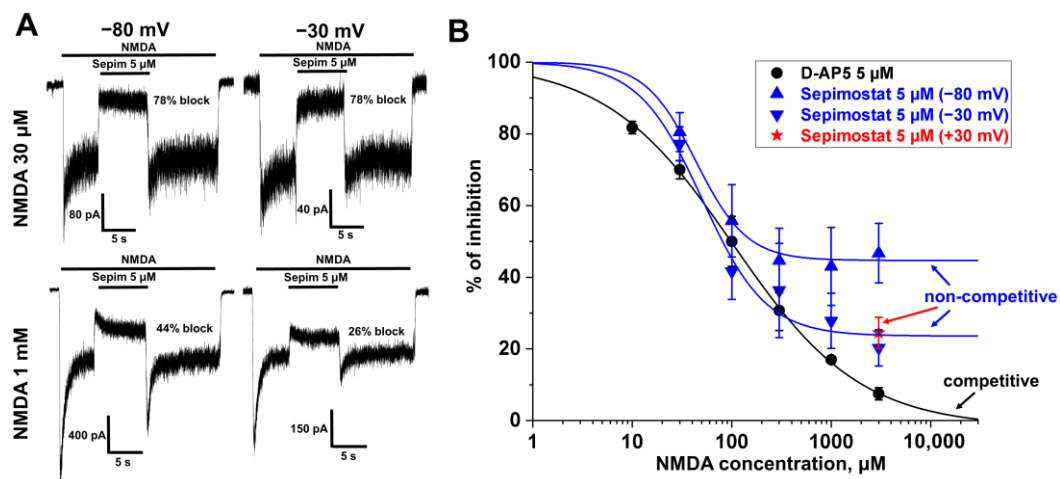 A
−80 mV
−30 mV
NMDA
NMDA
Sepim 5 µM
Sepim 5 µM
NMDA 30 µM
78% block
78% block
80 pA
5 s
40 pA
5 s
NMDA
NMDA
Sepim 5 µM
Sepim 5 µM
NMDA 1 mM
44% block
26% block
400 pA
5 s
150 pA
5 s
B
% of inhibition
100
80
60
40
20
0
D-AP5 5 µM
Sepimostat 5 µM (−80 mV)
Sepimostat 5 µM (−30 mV)
Sepimostat 5 µM (+30 mV)
non-competitive
competitive
1
10
100
1000
10,000
NMDA concentration, µM